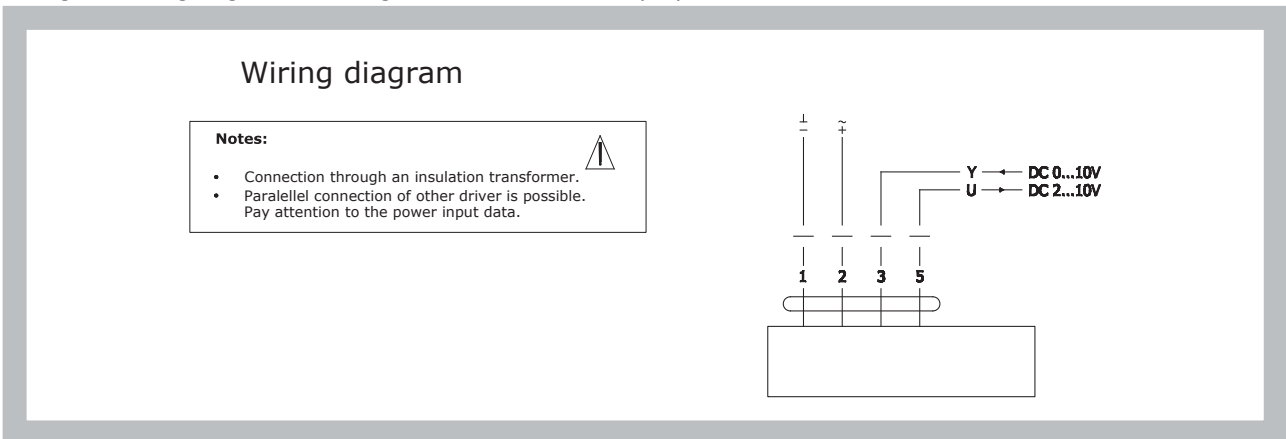 Wiring diagram
Notes:
• Connection through an insulation transformer.
• Paralellel connection of other driver is possible.
Pay attention to the power input data.
⊥ ~
− +
Y DC 0...10V
U DC 2...10V
1 2 3 5